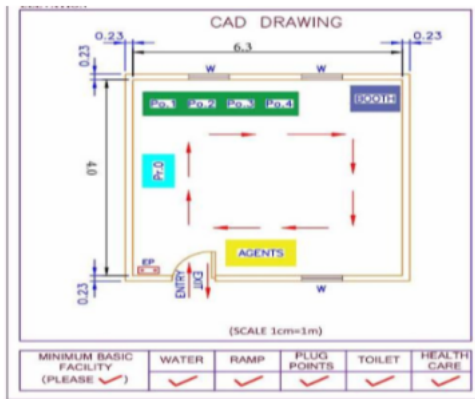 CAD DRAWING
0.23
6.3
0.23
0.23
W
W
Po.1 Po.2 Po.3 Po.4
BOOTH
4.0
Pr.O
EP
AGENTS
ENTRY
EXIT
0.23
W
(SCALE 1cm=1m)
MINIMUM BASIC FACILITY (PLEASE ✓)
WATER
RAMP
PLUG POINTS
TOILET
HEALTH CARE
✓ ✓ ✓ ✓ ✓